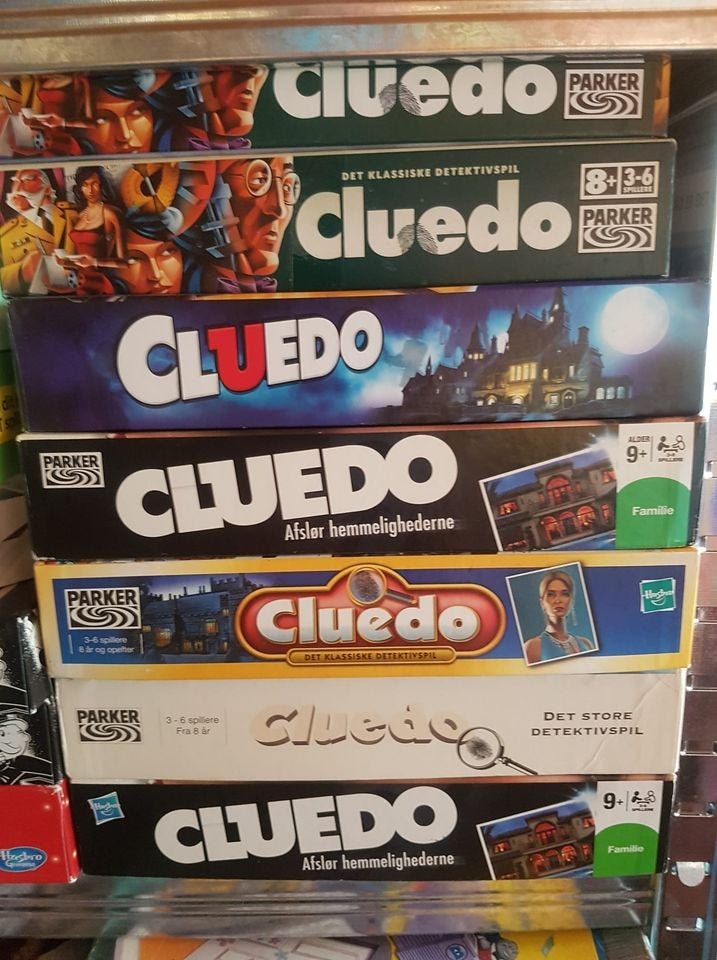 Cluedo
PARKER
DET KLASSISKE DETEKTIVSPIL
Cluedo
8+ 3-6
SPILLERE
PARKER
CLUEDO
PARKER
CLUEDO
Afslør hemmelighederne
ALDER
9+
SPILLERE
Familie
PARKER
3-6 spillere
8 år og opefter
Cluedo
DET KLASSISKE DETEKTIVSPIL
Hasbro
PARKER
3 - 6 spillere
Fra 8 år
Cluedo
DET STORE
DETEKTIVSPIL
Hasbro
CLUEDO
Afslør hemmelighederne
9+
SPILLERE
Familie
Hasbro
B